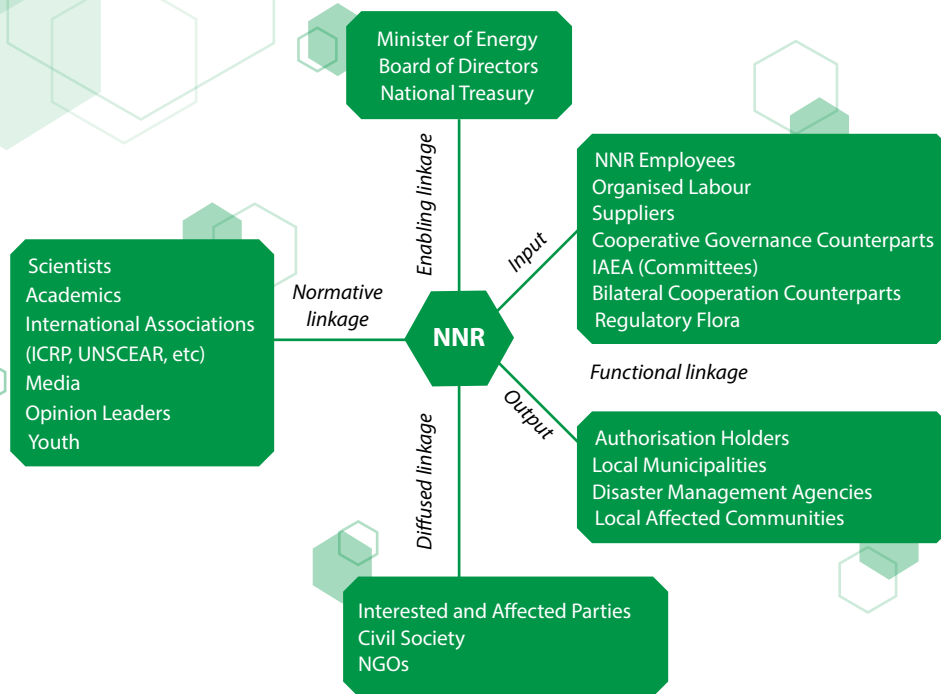 Minister of Energy
Board of Directors
National Treasury
Enabling linkage
NNR Employees
Organised Labour
Suppliers
Cooperative Governance Counterparts
IAEA (Committees)
Bilateral Cooperation Counterparts
Regulatory Flora
Input
Scientists
Academics
International Associations
(ICRP, UNSCEAR, etc)
Media
Opinion Leaders
Youth
Normative
linkage
NNR
Functional linkage
Output
Authorisation Holders
Local Municipalities
Disaster Management Agencies
Local Affected Communities
Diffused linkage
Interested and Affected Parties
Civil Society
NGOs